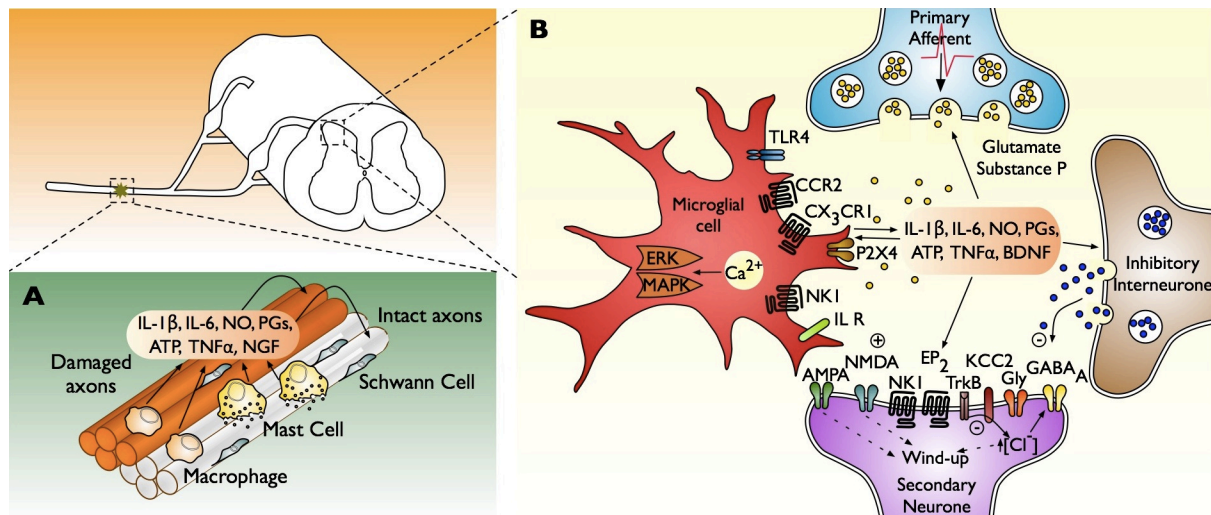 A
IL-1β, IL-6, NO, PGs,
ATP, TNFα, NGF
Intact axons
Damaged
axons
Schwann Cell
Mast Cell
Macrophage
B
Primary
Afferent
Glutamate
Substance P
TLR4
CCR2
CX3CR1
Microglial
cell
IL-1β, IL-6, NO, PGs,
ATP, TNFα, BDNF
P2X4
ERK
MAPK
Ca2+
NK1
IL R
Inhibitory
Interneurone
+
-
AMPA
NMDA
NK1
EP2
TrkB
KCC2
Gly
GABAA
-
Wind-up
[Cl-]
Secondary
Neurone